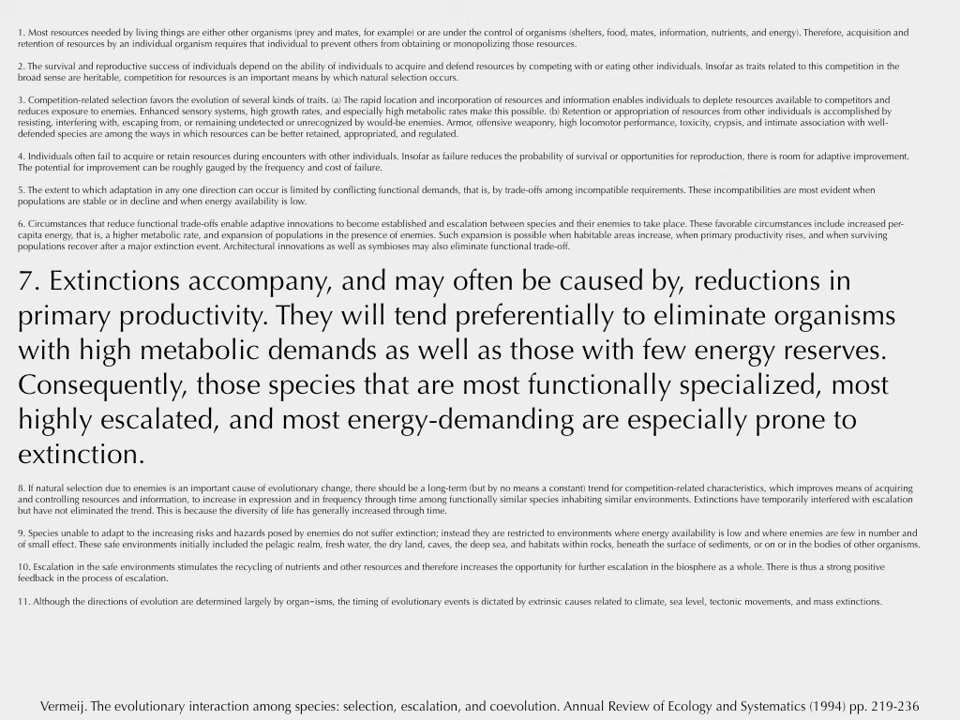 1. Most resources needed by living things are either other organisms (prey and mates, for example) or are under the control of organisms (shelters, food, mates, information, nutrients, and energy). Therefore, acquisition and
retention of resources by an individual organism requires that individual to prevent others from obtaining or monopolizing those resources.
2. The survival and reproductive success of individuals depend on the ability of individuals to acquire and defend resources by competing with or eating other individuals. Insofar as traits related to this competition in the
broad sense are heritable, competition for resources is an important means by which natural selection occurs.
3. Competition-related selection favors the evolution of several kinds of traits. (a) The rapid location and incorporation of resources and information enables individuals to deplete resources available to competitors and
reduces exposure to enemies. Enhanced sensory systems, high growth rates, and especially high metabolic rates make this possible. (b) Retention or appropriation of resources from other individuals is accomplished by
resisting, interfering with, escaping from, or remaining undetected or unrecognized by would-be enemies. Armor, offensive weaponry, high locomotor performance, toxicity, crypsis, and intimate association with well-
defended species are among the ways in which resources can be better retained, appropriated, and regulated.
4. Individuals often fail to acquire or retain resources during encounters with other individuals. Insofar as failure reduces the probability of survival or opportunities for reproduction, there is room for adaptive improvement.
The potential for improvement can be roughly gauged by the frequency and cost of failure.
5. The extent to which adaptation in any one direction can occur is limited by conflicting functional demands, that is, by trade-offs among incompatible requirements. These incompatibilities are most evident when
populations are stable or in decline and when energy availability is low.
6. Circumstances that reduce functional trade-offs enable adaptive innovations to become established and escalation between species and their enemies to take place. These favorable circumstances include increased per-
capita energy, that is, a higher metabolic rate, and expansion of populations in the presence of enemies. Such expansion is possible when habitable areas increase, when primary productivity rises, and when surviving
populations recover after a major extinction event. Architectural innovations as well as symbioses may also eliminate functional trade-off.
7. Extinctions accompany, and may often be caused by, reductions in
primary productivity. They will tend preferentially to eliminate organisms
with high metabolic demands as well as those with few energy reserves.
Consequently, those species that are most functionally specialized, most
highly escalated, and most energy-demanding are especially prone to
extinction.
8. If natural selection due to enemies is an important cause of evolutionary change, there should be a long-term (but by no means a constant) trend for competition-related characteristics, which improves means of acquiring
and controlling resources and information, to increase in expression and in frequency through time among functionally similar species inhabiting similar environments. Extinctions have temporarily interfered with escalation
but have not eliminated the trend. This is because the diversity of life has generally increased through time.
9. Species unable to adapt to the increasing risks and hazards posed by enemies do not suffer extinction; instead they are restricted to environments where energy availability is low and where enemies are few in number and
of small effect. These safe environments initially included the pelagic realm, fresh water, the dry land, caves, the deep sea, and habitats within rocks, beneath the surface of sediments, or on or in the bodies of other organisms.
10. Escalation in the safe environments stimulates the recycling of nutrients and other resources and therefore increases the opportunity for further escalation in the biosphere as a whole. There is thus a strong positive
feedback in the process of escalation.
11. Although the directions of evolution are determined largely by organ–isms, the timing of evolutionary events is dictated by extrinsic causes related to climate, sea level, tectonic movements, and mass extinctions.
Vermeij. The evolutionary interaction among species: selection, escalation, and coevolution. Annual Review of Ecology and Systematics (1994) pp. 219-236